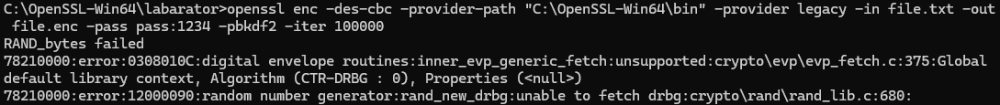 C:\OpenSSL-Win64\labarator>openssl enc -des-cbc -provider-path "C:\OpenSSL-Win64\bin" -provider legacy -in file.txt -out
 file.enc -pass pass:1234 -pbkdf2 -iter 100000
RAND_bytes failed
78210000:error:0308010C:digital envelope routines:inner_evp_generic_fetch:unsupported:crypto\evp\evp_fetch.c:375:Global
default library context, Algorithm (CTR-DRBG : 0), Properties (<null>)
78210000:error:12000090:random number generator:rand_new_drbg:unable to fetch drbg:crypto\rand\rand_lib.c:680: